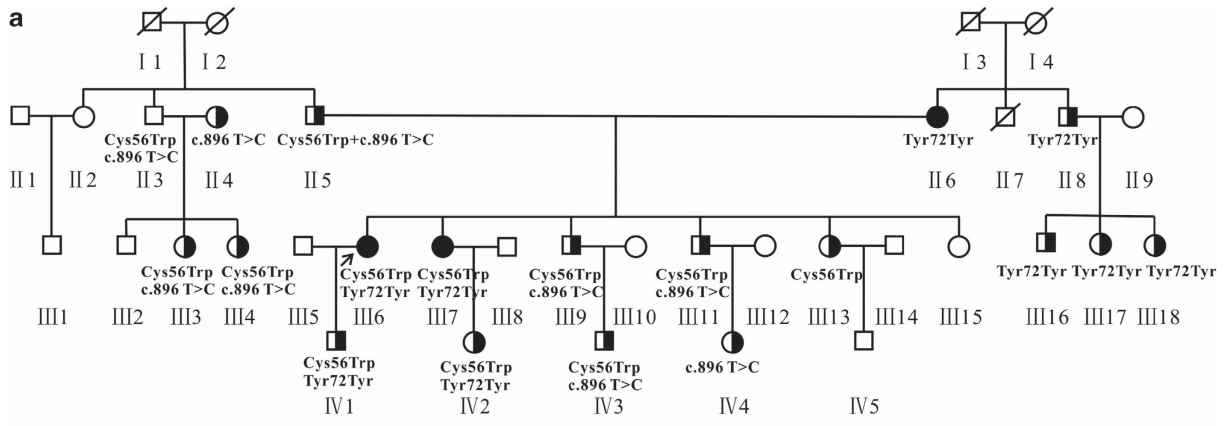 a
I 1 I 2 I 3 I 4
Cys56Trp
c.896 T>C
c.896 T>C
Cys56Trp+c.896 T>C
Tyr72Tyr
Tyr72Tyr
II 1 II 2 II 3 II 4 II 5 II 6 II 7 II 8 II 9
Cys56Trp
c.896 T>C
Cys56Trp
c.896 T>C
Cys56Trp
Tyr72Tyr
Cys56Trp
Tyr72Tyr
Cys56Trp
c.896 T>C
Cys56Trp
c.896 T>C
Cys56Trp
Tyr72Tyr
Tyr72Tyr
Tyr72Tyr
III1 III2 III3 III4 III5 III6 III7 III8 III9 III10 III11 III12 III13 III14 III15 III16 III17 III18
Cys56Trp
Tyr72Tyr
Cys56Trp
Tyr72Tyr
Cys56Trp
c.896 T>C
c.896 T>C
IV1 IV2 IV3 IV4 IV5